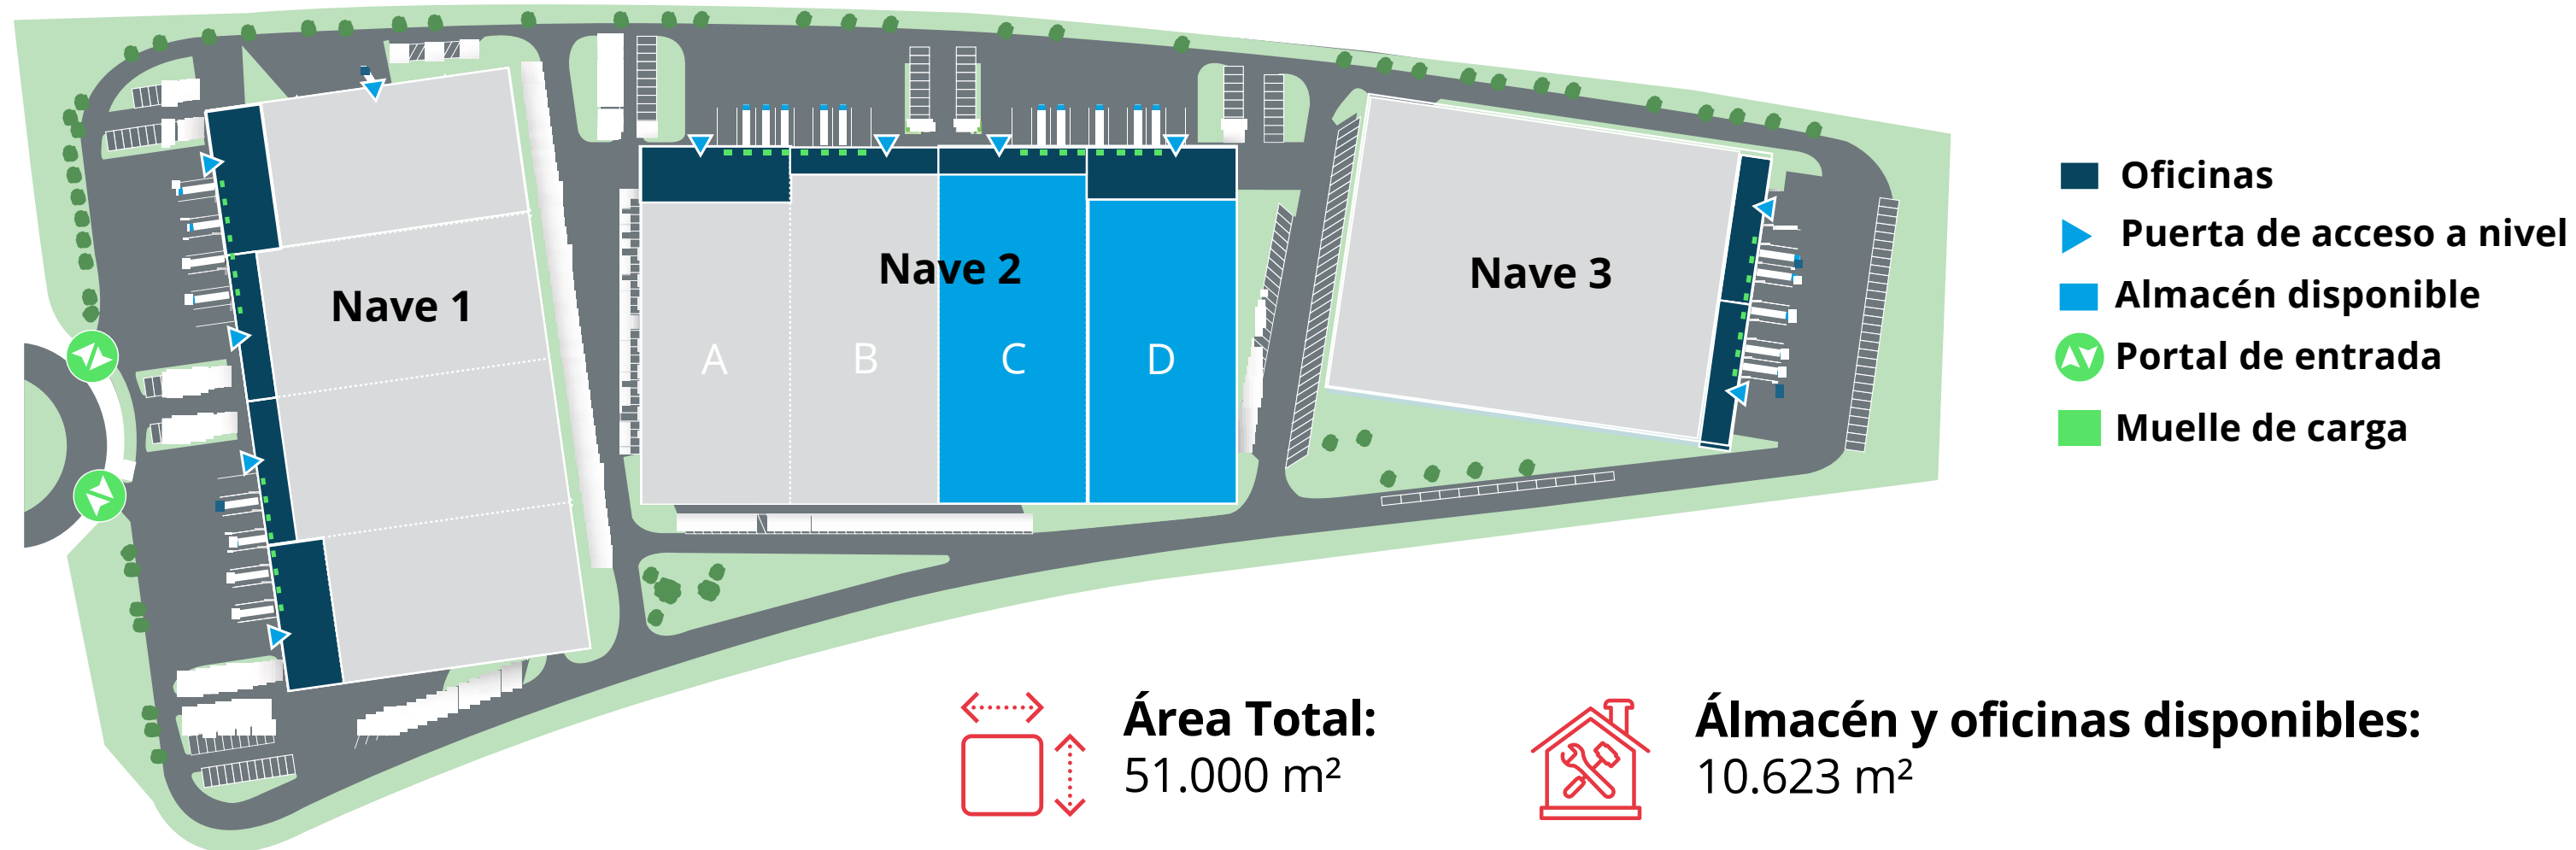 Nave 1
Nave 2
A
B
C
D
Nave 3
Oficinas
Puerta de acceso a nivel
Almacén disponible
Portal de entrada
Muelle de carga
Área Total:
51.000 m²
Álmacén y oficinas disponibles:
10.623 m²